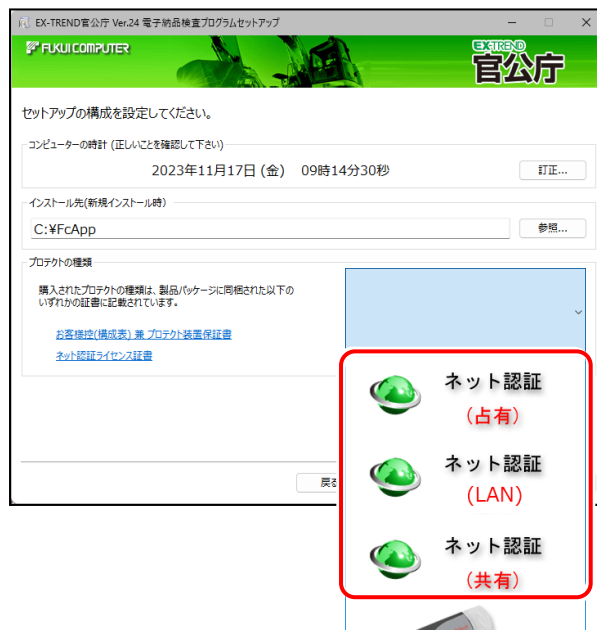 EX-TREND官公庁 Ver.24 電子納品検査プログラムセットアップ
FUKUI COMPUTER
EX-TREND
官公庁
セットアップの構成を設定してください。
コンピューターの時計 (正しいことを確認して下さい)
2023年11月17日 (金) 09時14分30秒
訂正...
インストール先(新規インストール時)
C:¥FcApp
参照...
プロテクトの種類
購入されたプロテクトの種類は、製品パッケージに同梱された以下の
いずれかの証書に記載されています。
お客様控(構成表) 兼 プロテクト装置保証書
ネット認証ライセンス証書
ネット認証
(占有)
ネット認証
(LAN)
ネット認証
(共有)
戻る